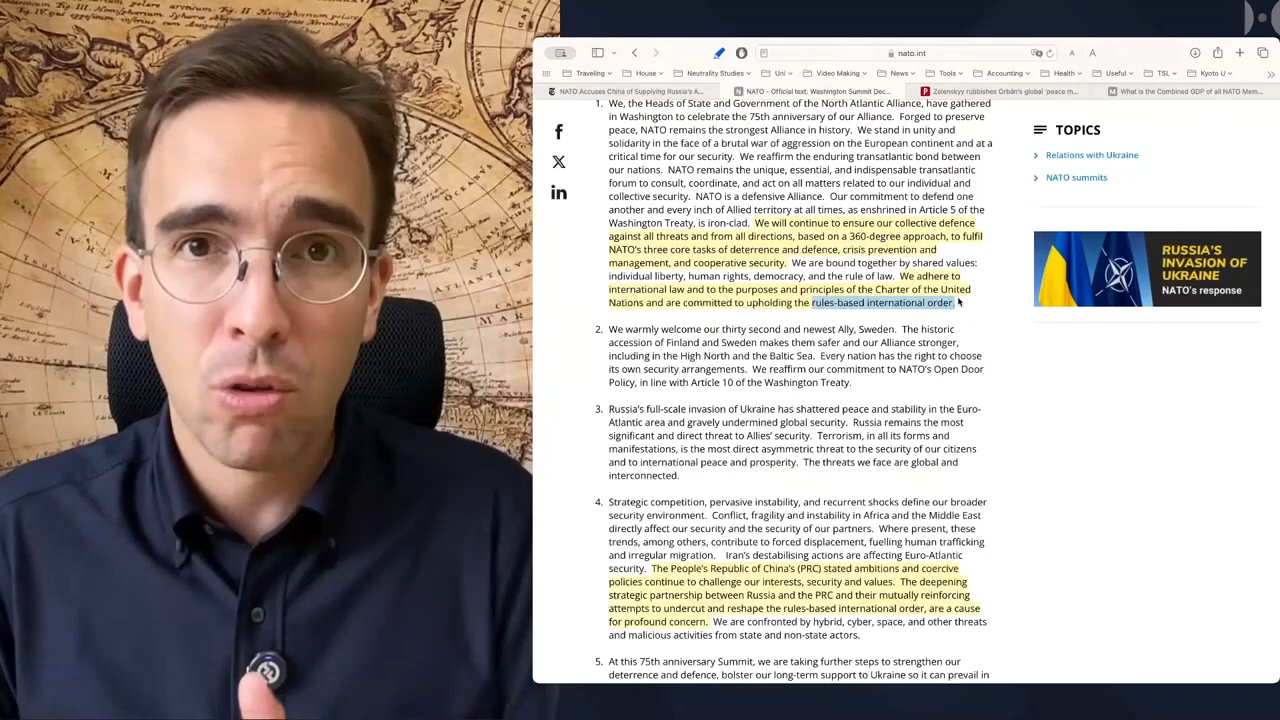 nato.int
A A
Traveling House Neutrality Studies Uni Video Making News Tools Accounting Health Useful TSL Kyoto U
NATO Accuses China of Supplying Russia's A...
NATO - Official text: Washington Summit Dec...
Zelenskyy rubbishes Orbán's global 'peace m...
What is the Combined GDP of all NATO Mem...
1. We, the Heads of State and Government of the North Atlantic Alliance, have gathered
in Washington to celebrate the 75th anniversary of our Alliance. Forged to preserve
peace, NATO remains the strongest Alliance in history. We stand in unity and
solidarity in the face of a brutal war of aggression on the European continent and at a
critical time for our security. We reaffirm the enduring transatlantic bond between
our nations. NATO remains the unique, essential, and indispensable transatlantic
forum to consult, coordinate, and act on all matters related to our individual and
collective security. NATO is a defensive Alliance. Our commitment to defend one
another and every inch of Allied territory at all times, as enshrined in Article 5 of the
Washington Treaty, is iron-clad. We will continue to ensure our collective defence
against all threats and from all directions, based on a 360-degree approach, to fulfil
NATO's three core tasks of deterrence and defence, crisis prevention and
management, and cooperative security. We are bound together by shared values:
individual liberty, human rights, democracy, and the rule of law. We adhere to
international law and to the purposes and principles of the Charter of the United
Nations and are committed to upholding the rules-based international order.
2. We warmly welcome our thirty second and newest Ally, Sweden. The historic
accession of Finland and Sweden makes them safer and our Alliance stronger,
including in the High North and the Baltic Sea. Every nation has the right to choose
its own security arrangements. We reaffirm our commitment to NATO's Open Door
Policy, in line with Article 10 of the Washington Treaty.
3. Russia's full-scale invasion of Ukraine has shattered peace and stability in the Euro-
Atlantic area and gravely undermined global security. Russia remains the most
significant and direct threat to Allies' security. Terrorism, in all its forms and
manifestations, is the most direct asymmetric threat to the security of our citizens
and to international peace and prosperity. The threats we face are global and
interconnected.
4. Strategic competition, pervasive instability, and recurrent shocks define our broader
security environment. Conflict, fragility and instability in Africa and the Middle East
directly affect our security and the security of our partners. Where present, these
trends, among others, contribute to forced displacement, fuelling human trafficking
and irregular migration. Iran's destabilising actions are affecting Euro-Atlantic
security. The People's Republic of China's (PRC) stated ambitions and coercive
policies continue to challenge our interests, security and values. The deepening
strategic partnership between Russia and the PRC and their mutually reinforcing
attempts to undercut and reshape the rules-based international order, are a cause
for profound concern. We are confronted by hybrid, cyber, space, and other threats
and malicious activities from state and non-state actors.
5. At this 75th anniversary Summit, we are taking further steps to strengthen our
deterrence and defence, bolster our long-term support to Ukraine so it can prevail in
TOPICS
Relations with Ukraine
NATO summits
RUSSIA'S
INVASION OF
UKRAINE
NATO's response